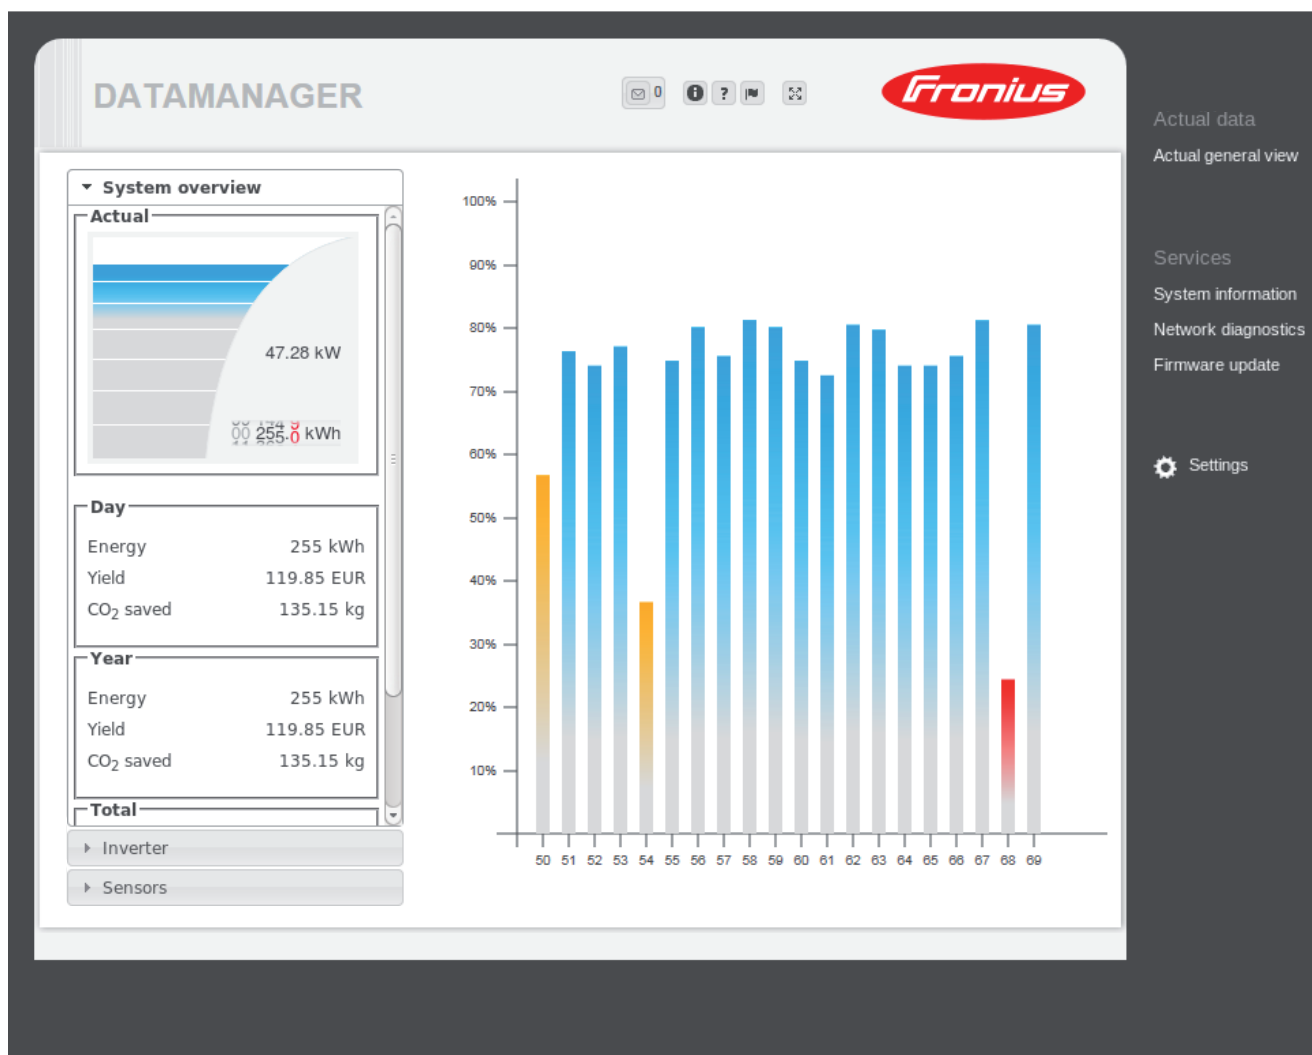 DATAMANAGER
0
i ?
Fronius
Actual data
Actual general view
Services
System information
Network diagnostics
Firmware update
Settings
System overview
Actual
47.28 kW
00 255.0 kWh
Day
Energy 255 kWh
Yield 119.85 EUR
CO2 saved 135.15 kg
Year
Energy 255 kWh
Yield 119.85 EUR
CO2 saved 135.15 kg
Total
Inverter
Sensors
100%
90%
80%
70%
60%
50%
40%
30%
20%
10%
50 51 52 53 54 55 56 57 58 59 60 61 62 63 64 65 66 67 68 69